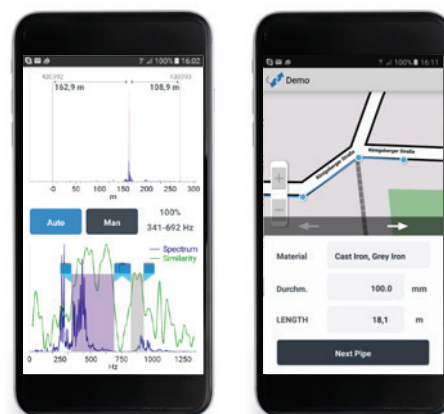 100% 16:02
162,9 m 108,9 m
-0 50 100 150 200 250 300
m
Auto Man 100%
341-692 Hz
Spectrum
Similarity
0 250 500 750 1000 1250
Hz
100% 16:11
Demo
Königsberger Straße
Königsberger Straße
+
−
Material Cast Iron, Grey Iron
Durchm. 100.0 mm
LENGTH 18,1 m
Next Pipe